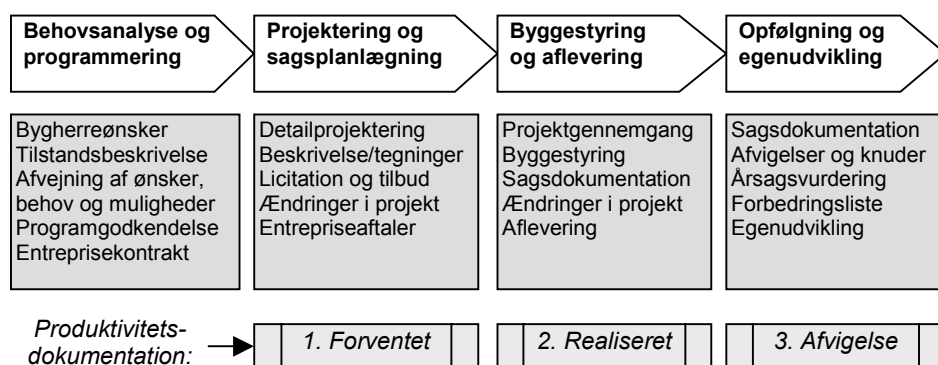 Behovsanalyse og
programmering
Projektering og
sagsplanlægning
Byggestyring
og aflevering
Opfølgning og
egenudvikling
Bygherreønsker
Tilstandsbeskrivelse
Afvejning af ønsker,
behov og muligheder
Programgodkendelse
Entreprisekontrakt
Detailprojektering
Beskrivelse/tegninger
Licitation og tilbud
Ændringer i projekt
Entrepriseaftaler
Projektgennemgang
Byggestyring
Sagsdokumentation
Ændringer i projekt
Aflevering
Sagsdokumentation
Afvigelser og knuder
Årsagsvurdering
Forbedringsliste
Egenudvikling
Produktivitets-
dokumentation:
1. Forventet
2. Realiseret
3. Afvigelse